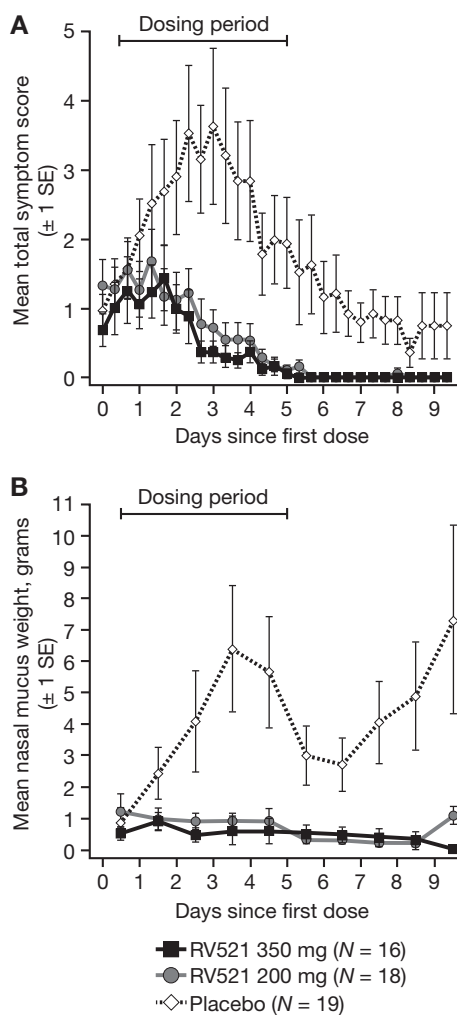 A
Dosing period
5
4
3
2
1
0
Mean total symptom score
(± 1 SE)
0 1 2 3 4 5 6 7 8 9
Days since first dose
B
Dosing period
11
10
9
8
7
6
5
4
3
2
1
0
Mean nasal mucus weight, grams
(± 1 SE)
0 1 2 3 4 5 6 7 8 9
Days since first dose
RV521 350 mg (N = 16)
RV521 200 mg (N = 18)
Placebo (N = 19)